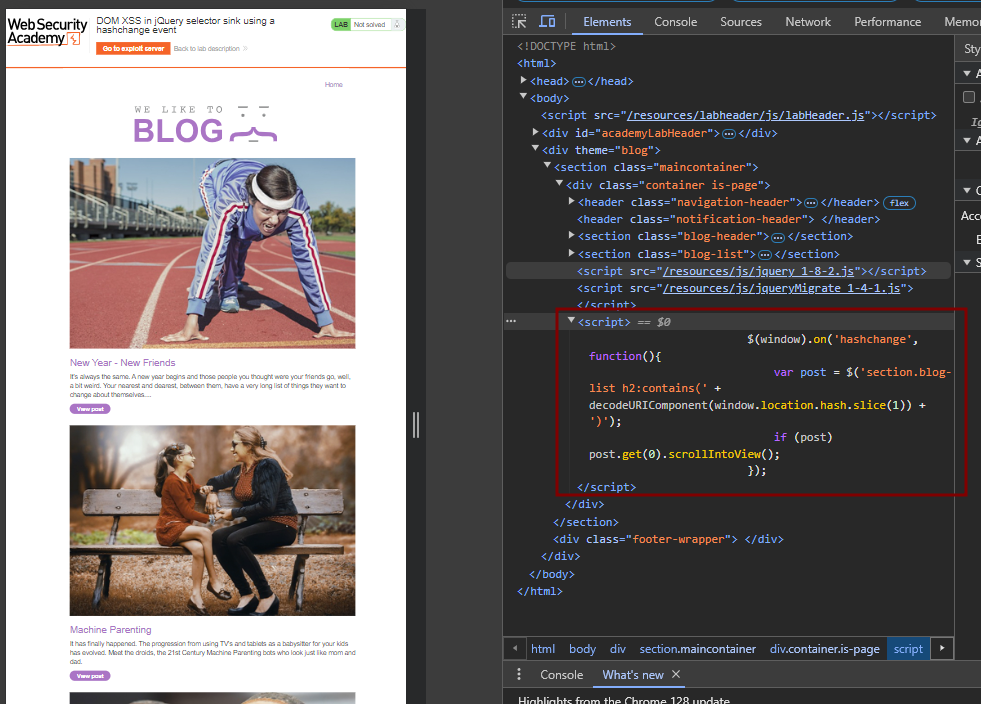 Web Security
Academy
DOM XSS in jQuery selector sink using a
hashchange event
LAB Not solved
Go to exploit server Back to lab description
Home
WE LIKE TO
BLOG
New Year - New Friends
It's always the same. A new year begins and those people you thought were your friends go, well,
a bit weird. Your nearest and dearest, between them, have a very long list of things they want to
change about themselves....
View post
Machine Parenting
It has finally happened. The progression from using TV's and tablets as a babysitter for your kids
has evolved. Meet the droids, the 21st Century Machine Parenting bots who look just like mom and
dad.
View post
Elements Console Sources Network Performance Memor
<!DOCTYPE html>
<html>
<head>…</head>
<body>
<script src="/resources/labheader/js/labHeader.js"></script>
<div id="academyLabHeader">…</div>
<div theme="blog">
<section class="maincontainer">
<div class="container is-page">
<header class="navigation-header">…</header> flex
<header class="notification-header"> </header>
<section class="blog-header">…</section>
<section class="blog-list">…</section>
<script src="/resources/js/jquery_1-8-2.js"></script>
<script src="/resources/js/jqueryMigrate_1-4-1.js">
</script>
… <script> == $0
$(window).on('hashchange',
function(){
var post = $('section.blog-
list h2:contains(' +
decodeURIComponent(window.location.hash.slice(1)) +
')');
if (post)
post.get(0).scrollIntoView();
});
</script>
</div>
</section>
<div class="footer-wrapper"> </div>
</div>
</body>
</html>
html body div section.maincontainer div.container.is-page script
Console What's new
Highlights from the Chrome 128 update
Sty
A
Ig
A
C
Acce
E
S